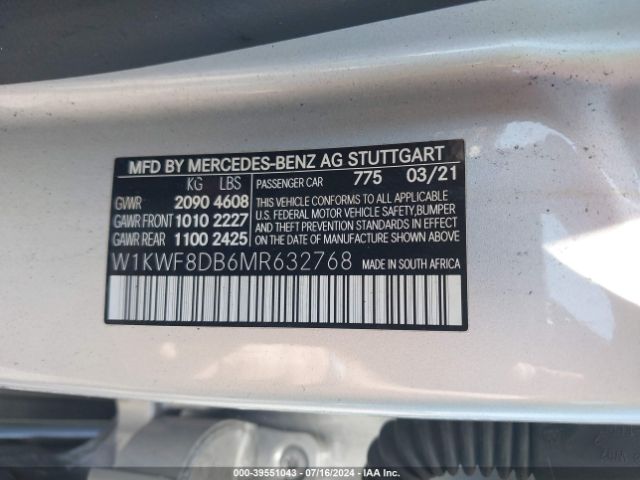 MFD BY MERCEDES-BENZ AG STUTTGART
KG LBS
GVWR 2090 4608
GAWR FRONT 1010 2227
GAWR REAR 1100 2425
PASSENGER CAR 775 03/21
THIS VEHICLE CONFORMS TO ALL APPLICABLE
U.S. FEDERAL MOTOR VEHICLE SAFETY, BUMPER
AND THEFT PREVENTION STANDARDS IN EFFECT
ON THE DATE OF MANUFACTURE SHOWN ABOVE.
W1KWF8DB6MR632768 MADE IN SOUTH AFRICA
000-39551043 - 07/16/2024 - IAA Inc.